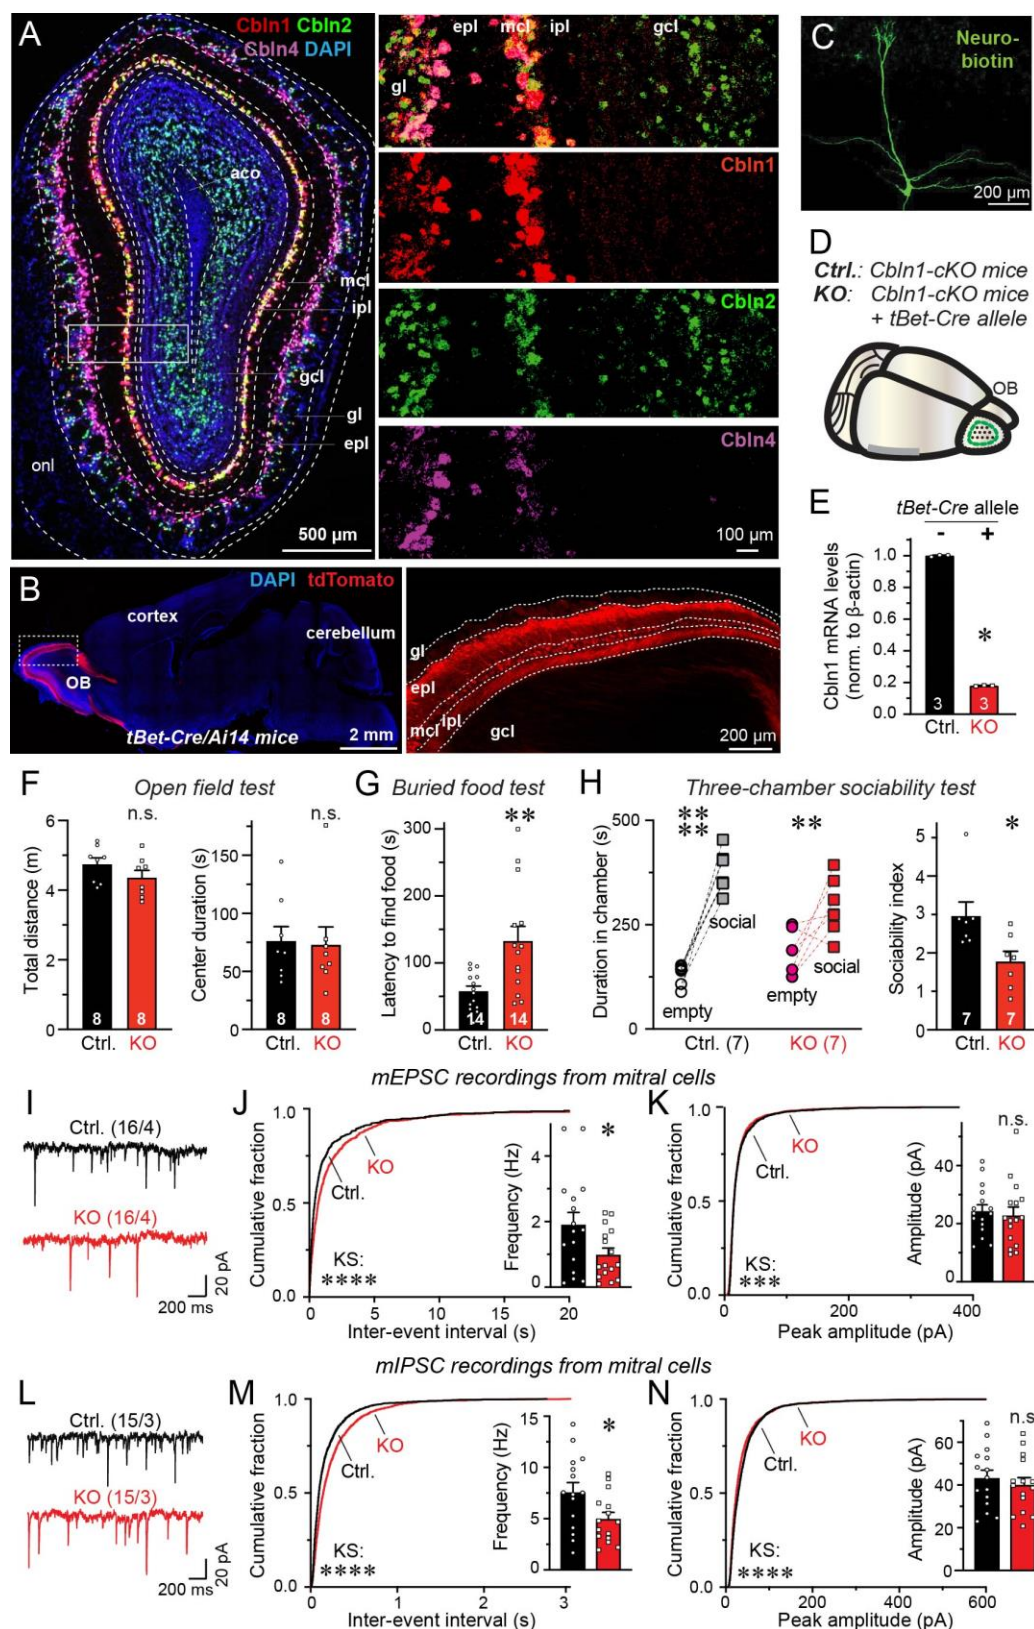 A
Cbln1 Cbln2
Cbln4 DAPI
aco
mcl
ipl
gcl
gl
epl
onl
500 μm
epl mcl ipl gcl
gl
Cbln1
Cbln2
Cbln4
100 μm
C
Neuro-
biotin
200 μm
D
Ctrl.: Cbln1-cKO mice
KO: Cbln1-cKO mice
+ tBet-Cre allele
OB
B
DAPI tdTomato
cortex
cerebellum
OB
tBet-Cre/Ai14 mice
2 mm
gl
epl
mcl
ipl
gcl
200 μm
E
tBet-Cre allele
- +
Cbln1 mRNA levels
(norm. to β-actin)
1.0
0.8
0.6
0.4
0.2
0.0
*
3 3
Ctrl. KO
F
Open field test
Total distance (m)
6
4
2
0
n.s.
8 8
Ctrl. KO
Center duration (s)
175
150
125
100
75
50
25
0
n.s.
8 8
Ctrl. KO
G
Buried food test
Latency to find food (s)
300
200
100
0
**
14 14
Ctrl. KO
H
Three-chamber sociability test
Duration in chamber (s)
500
250
0
**
**
**
social
empty
social
empty
Ctrl. (7) KO (7)
Sociability index
5
4
3
2
1
0
*
7 7
Ctrl. KO
mEPSC recordings from mitral cells
I
Ctrl. (16/4)
KO (16/4)
20 pA
200 ms
J
Cumulative fraction
1.0
0.75
0.5
0.25
0.0
KO
Ctrl.
KS:
****
0 5 10 15 20
Inter-event interval (s)
Frequency (Hz)
4
2
0
*
K
Cumulative fraction
1.0
0.75
0.5
0.25
0.0
KO
Ctrl.
KS:
***
0 200 400
Peak amplitude (pA)
Amplitude (pA)
40
20
0
n.s.
mIPSC recordings from mitral cells
L
Ctrl. (15/3)
KO (15/3)
20 pA
200 ms
M
Cumulative fraction
1.0
0.5
0.0
KO
Ctrl.
KS:
****
0 1 2 3
Inter-event interval (s)
Frequency (Hz)
15
10
5
0
*
N
Cumulative fraction
1.0
0.5
0.0
KO
Ctrl.
KS:
****
0 200 400 600
Peak amplitude (pA)
Amplitude (pA)
60
40
20
0
n.s